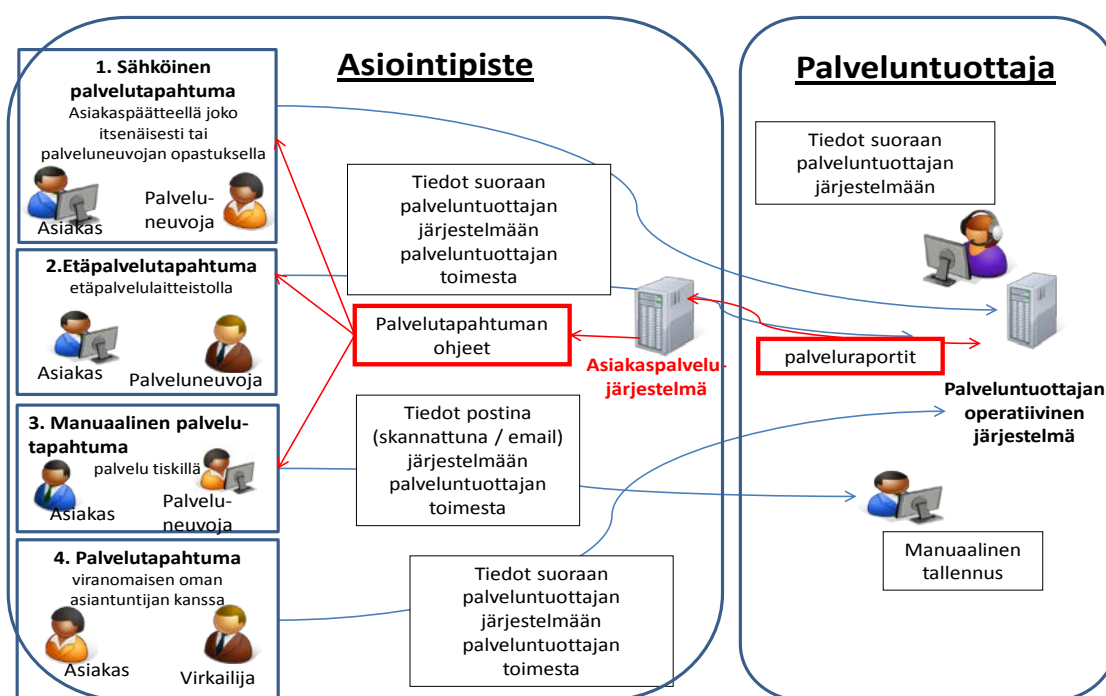 Asiointipiste
Palveluntuottaja
1. Sähköinen
palvelutapahtuma
Asiakaspäätteellä joko
itsenäisesti tai
palveluneuvojan opastuksella
Palvelu-
neuvoja
Asiakas
2.Etäpalvelutapahtuma
etäpalvelulaitteistolla
Asiakas
Palveluneuvoja
3. Manuaalinen palvelu-
tapahtuma
palvelu tiskillä
Asiakas
Palvelu-
neuvoja
4. Palvelutapahtuma
viranomaisen oman
asiantuntijan kanssa
Asiakas
Virkailija
Tiedot suoraan
palveluntuottajan
järjestelmään
palveluntuottajan
toimesta
Palvelutapahtuman
ohjeet
Asiakaspalvelu-
järjestelmä
Tiedot postina
(skannattuna / email)
järjestelmään
palveluntuottajan
toimesta
Tiedot suoraan
palveluntuottajan
järjestelmään
palveluntuottajan
toimesta
Tiedot suoraan
palveluntuottajan
järjestelmään
palveluraportit
Palveluntuottajan
operatiivinen
järjestelmä
Manuaalinen
tallennus